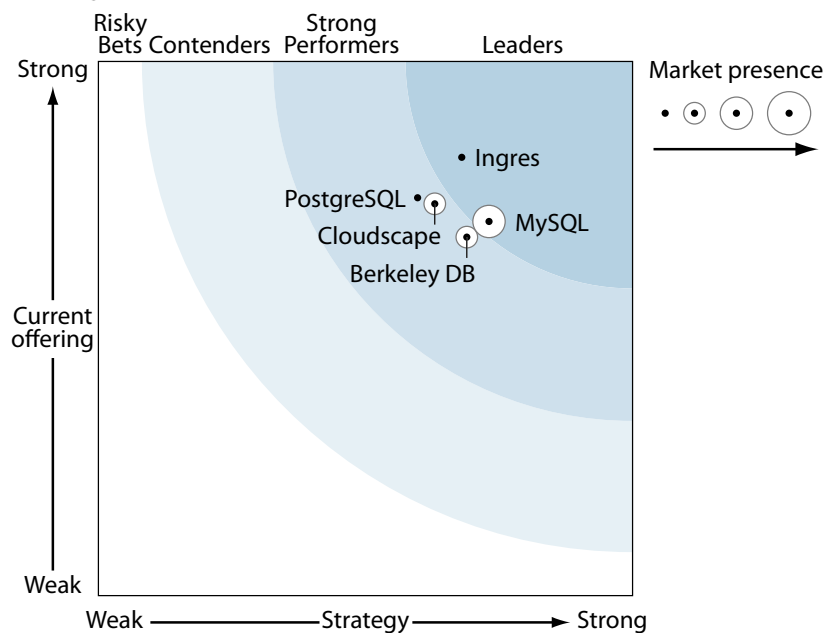 Risky
Bets
Contenders
Strong
Performers
Leaders
Strong
Market presence
Ingres
PostgreSQL
Cloudscape
MySQL
Berkeley DB
Current
offering
Weak
Weak
Strategy
Strong